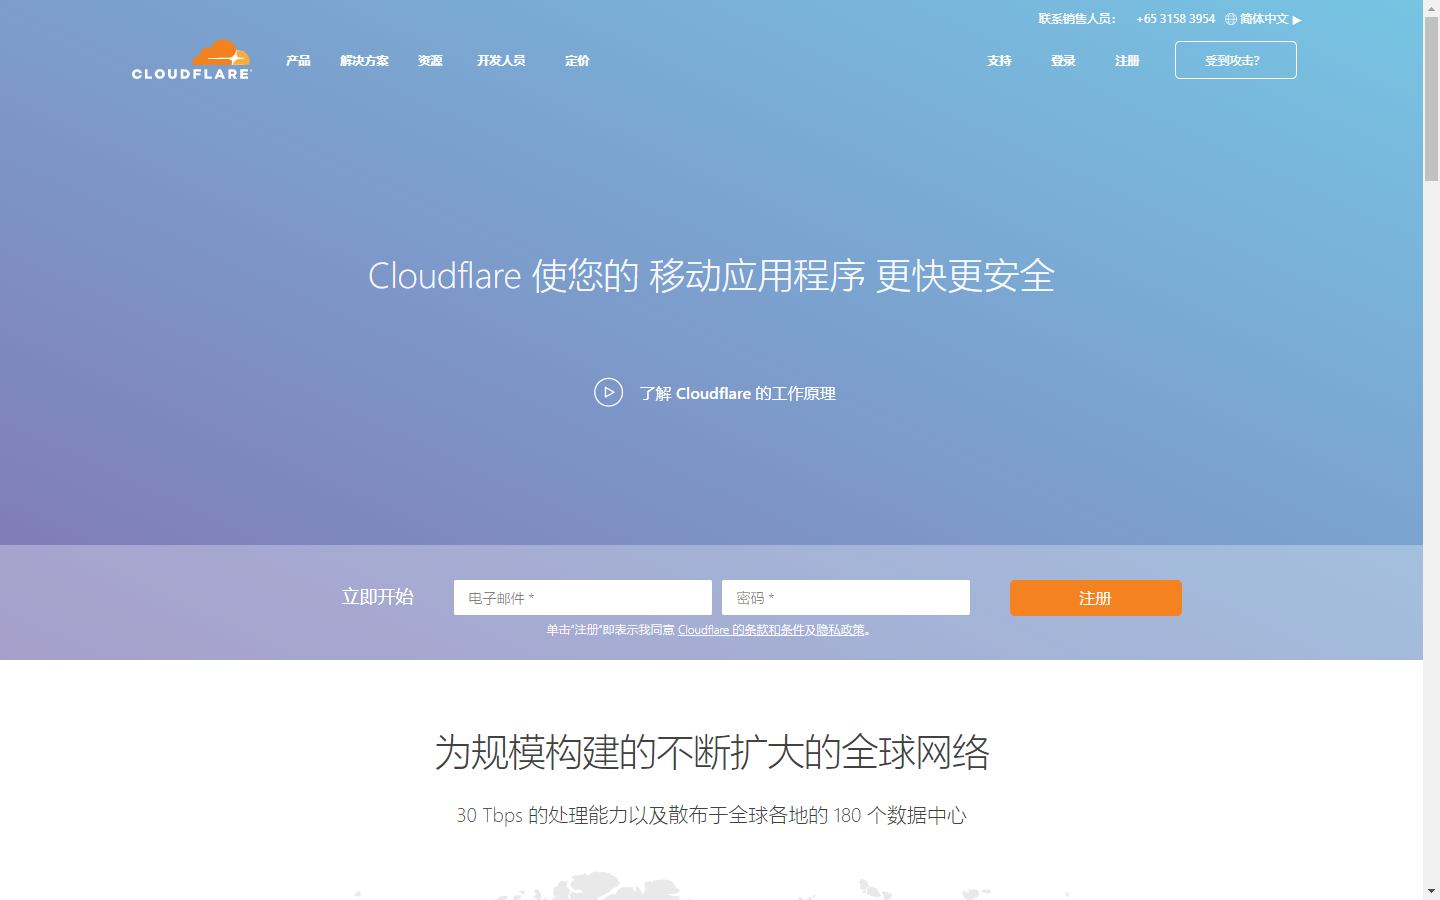 联系销售人员： +65 3158 3954 简体中文 ▶
CLOUDFLARE 产品 解决方案 资源 开发人员 定价 支持 登录 注册 受到攻击?
Cloudflare 使您的 移动应用程序 更快更安全
了解 Cloudflare 的工作原理
立即开始 电子邮件 * 密码 * 注册
单击“注册”即表示我同意 Cloudflare 的条款和条件及隐私政策。
为规模构建的不断扩大的全球网络
30 Tbps 的处理能力以及散布于全球各地的 180 个数据中心